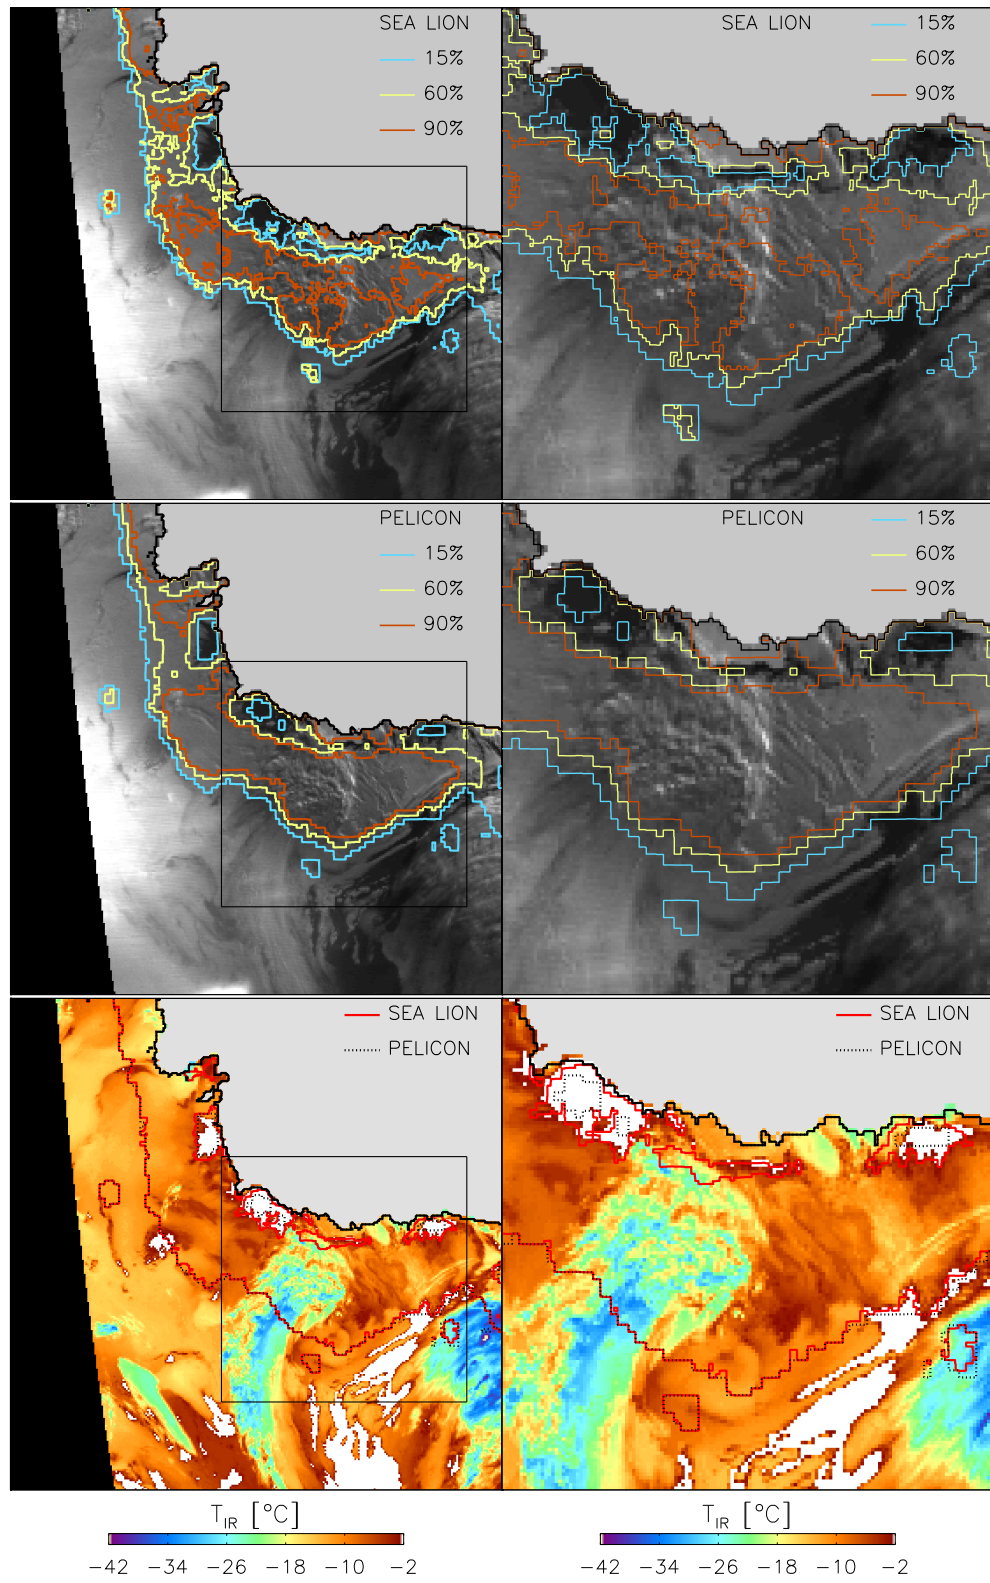 SEA LION
15%
60%
90%
SEA LION
15%
60%
90%
PELICON
15%
60%
90%
PELICON
15%
60%
90%
SEA LION
PELICON
SEA LION
PELICON
T_IR [°C]
−42 −34 −26 −18 −10 −2
T_IR [°C]
−42 −34 −26 −18 −10 −2